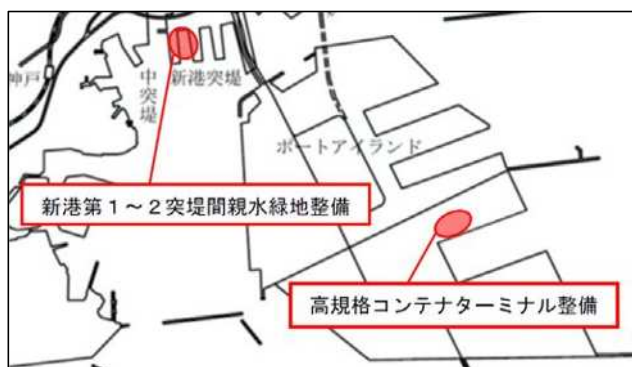 神戸
中突堤
新港突堤
ポートアイランド
新港第1～2突堤間親水緑地整備
高規格コンテナターミナル整備